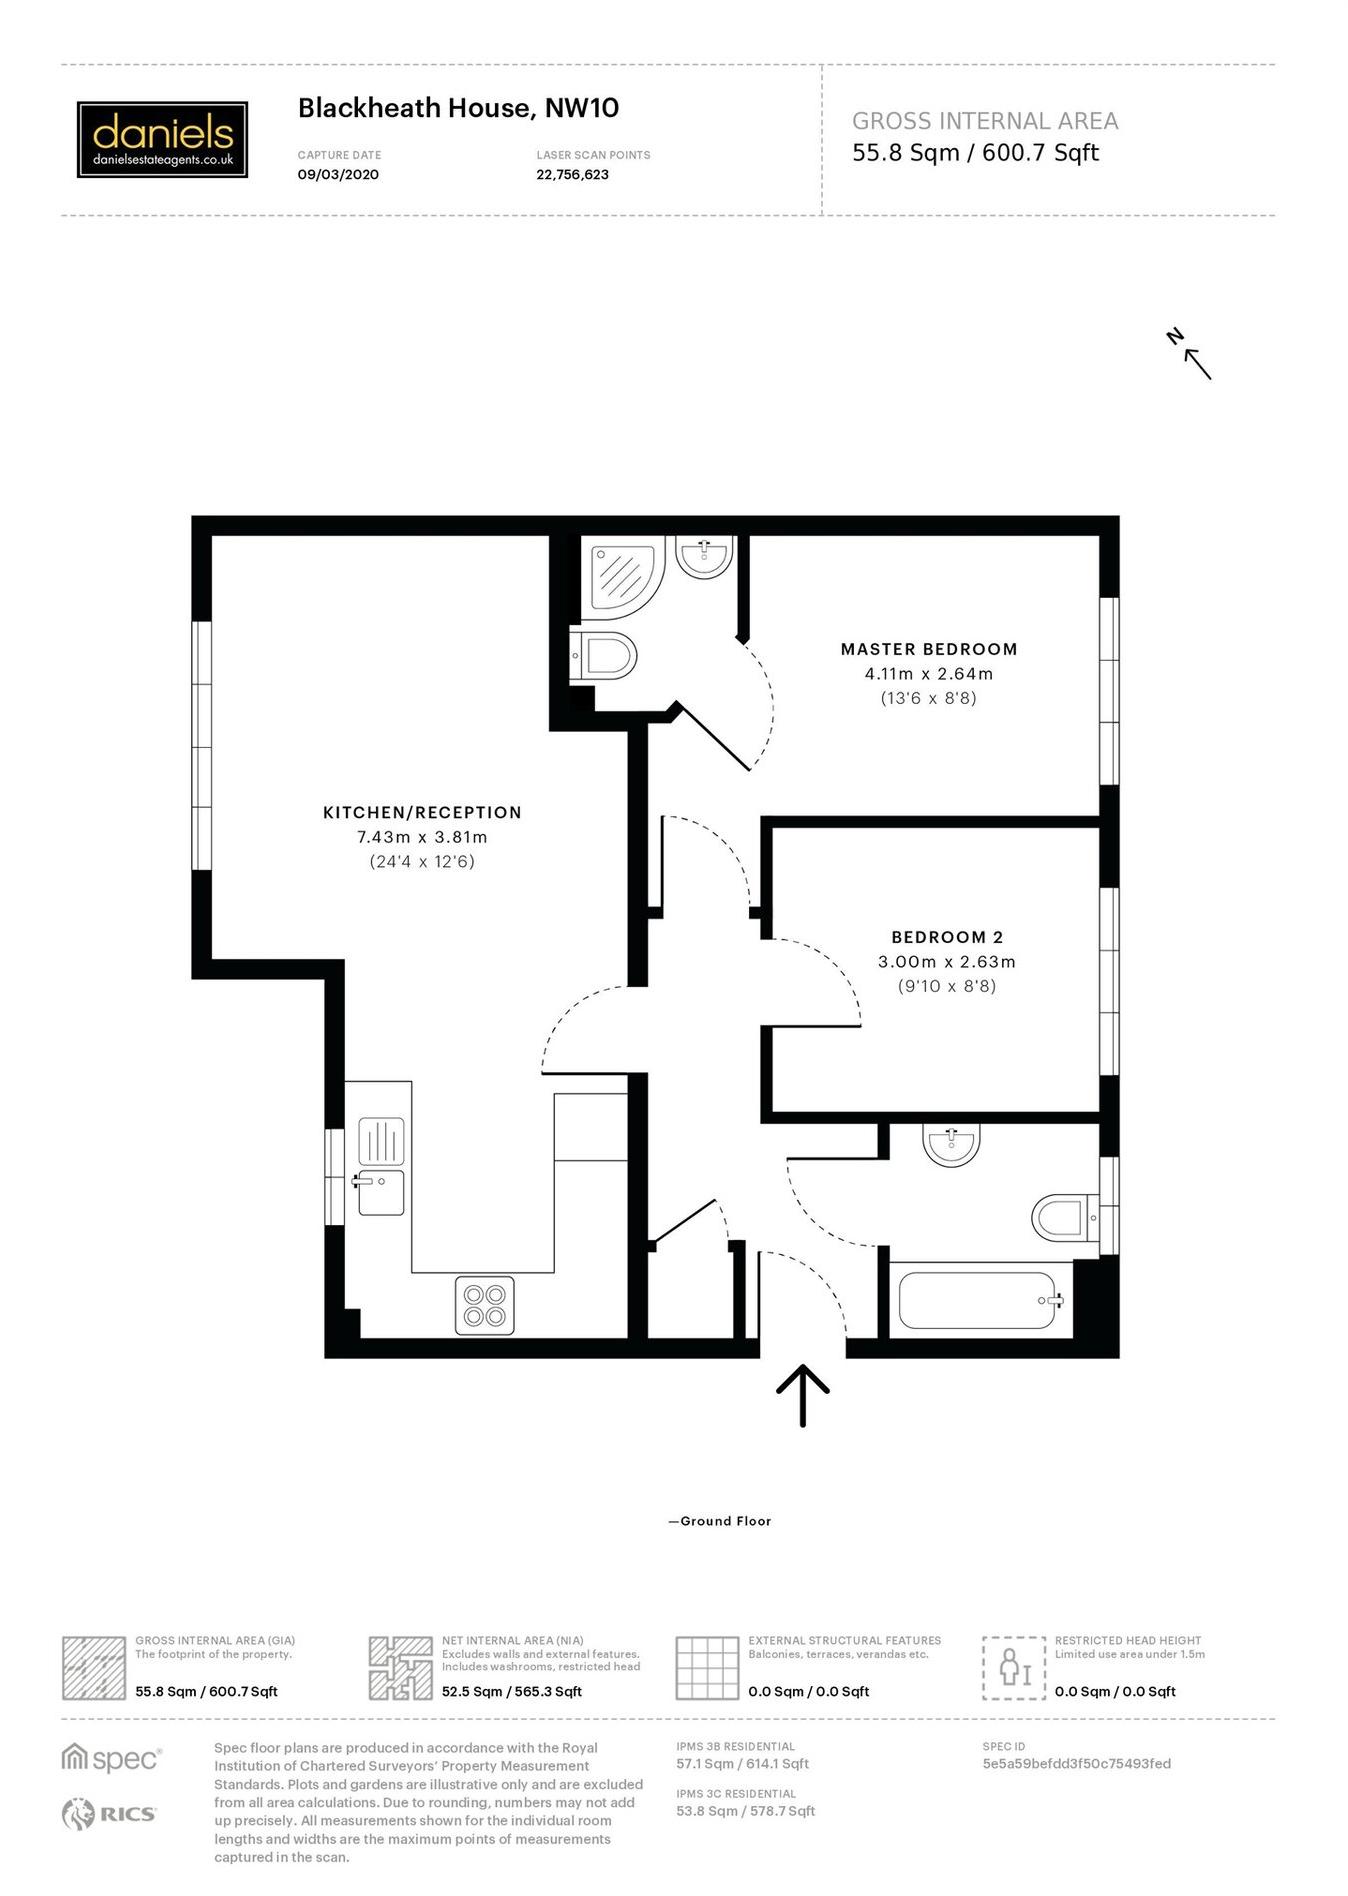 daniels
danielsestateagents.co.uk
Blackheath House, NW10
CAPTURE DATE
09/03/2020
LASER SCAN POINTS
22,756,623
GROSS INTERNAL AREA
55.8 Sqm / 600.7 Sqft
N
MASTER BEDROOM
4.11m x 2.64m
(13'6 x 8'8)
KITCHEN/RECEPTION
7.43m x 3.81m
(24'4 x 12'6)
BEDROOM 2
3.00m x 2.63m
(9'10 x 8'8)
—Ground Floor
GROSS INTERNAL AREA (GIA)
The footprint of the property.
55.8 Sqm / 600.7 Sqft
NET INTERNAL AREA (NIA)
Excludes walls and external features.
Includes washrooms, restricted head
52.5 Sqm / 565.3 Sqft
EXTERNAL STRUCTURAL FEATURES
Balconies, terraces, verandas etc.
0.0 Sqm / 0.0 Sqft
RESTRICTED HEAD HEIGHT
Limited use area under 1.5m
0.0 Sqm / 0.0 Sqft
spec®
RICS
Spec floor plans are produced in accordance with the Royal
Institution of Chartered Surveyors' Property Measurement
Standards. Plots and gardens are illustrative only and are excluded
from all area calculations. Due to rounding, numbers may not add
up precisely. All measurements shown for the individual room
lengths and widths are the maximum points of measurements
captured in the scan.
IPMS 3B RESIDENTIAL
57.1 Sqm / 614.1 Sqft
IPMS 3C RESIDENTIAL
53.8 Sqm / 578.7 Sqft
SPEC ID
5e5a59befdd3f50c75493fed